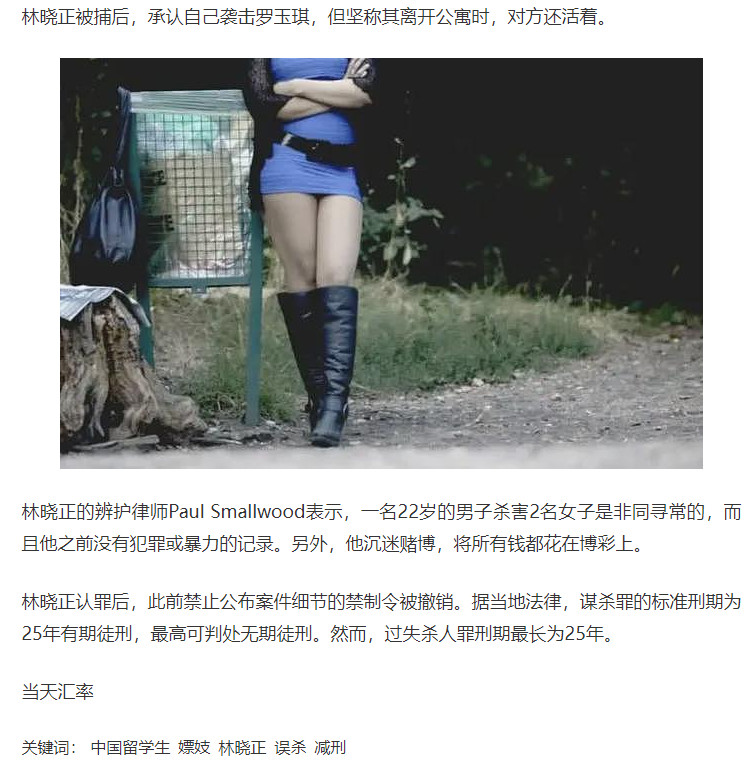 林晓正被捕后，承认自己袭击罗玉琪，但坚称其离开公寓时，对方还活着。
林晓正的辨护律师Paul Smallwood表示，一名22岁的男子杀害2名女子是非同寻常的，而
且他之前没有犯罪或暴力的记录。另外，他沉迷赌博，将所有钱都花在博彩上。
林晓正认罪后，此前禁止公布案件细节的禁制令被撤销。据当地法律，谋杀罪的标准刑期为
25年有期徒刑，最高可判处无期徒刑。然而，过失杀人罪刑期最长为25年。
当天汇率
关键词： 中国留学生 嫖妓 林晓正 误杀 减刑